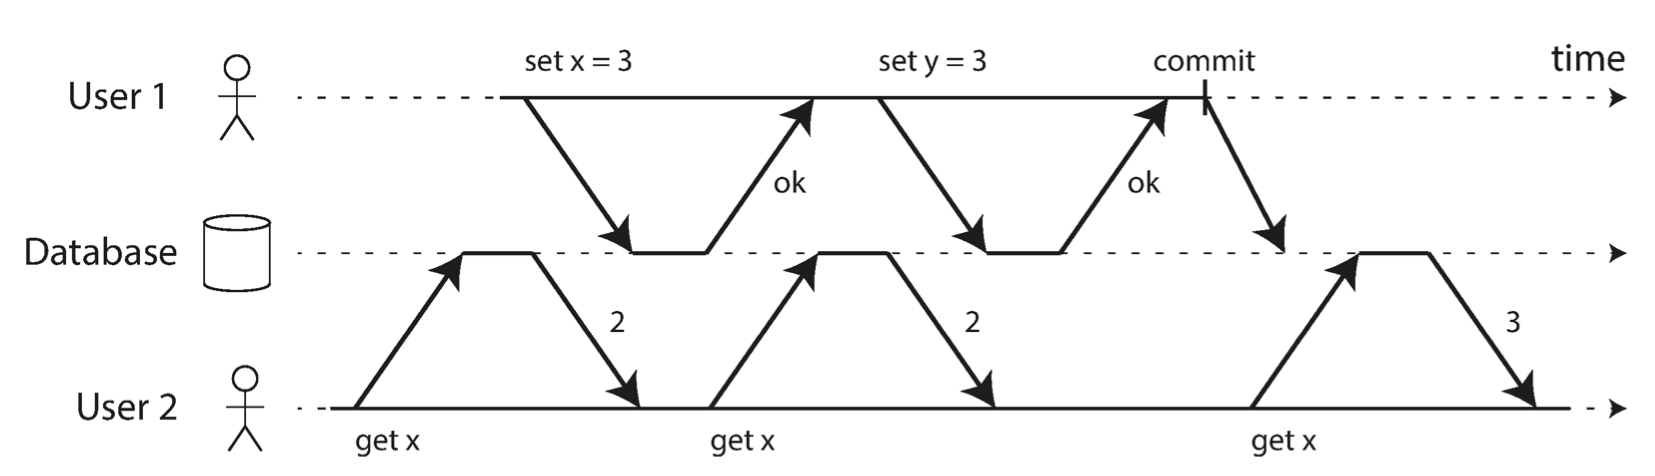 set x = 3
set y = 3
commit
time
User 1
ok
ok
Database
2
2
3
User 2
get x
get x
get x